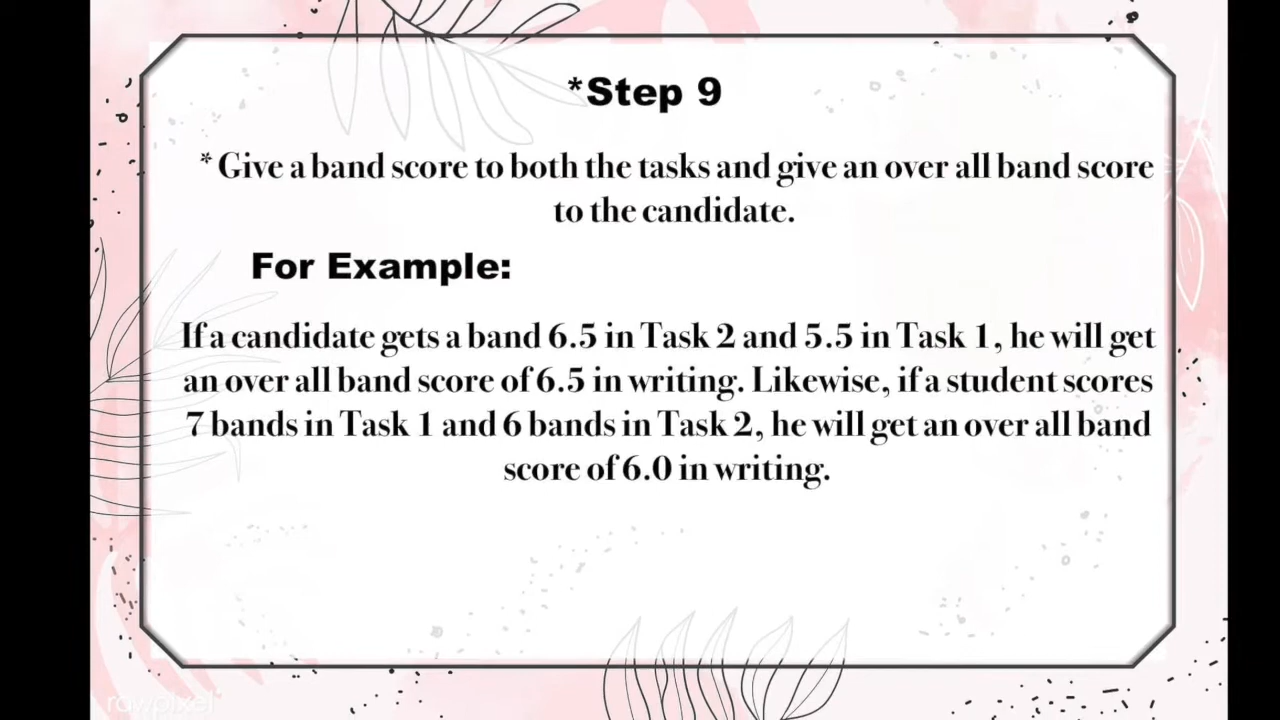 *Step 9
* Give a band score to both the tasks and give an over all band score
to the candidate.
For Example:
If a candidate gets a band 6.5 in Task 2 and 5.5 in Task 1, he will get
an over all band score of 6.5 in writing. Likewise, if a student scores
7 bands in Task 1 and 6 bands in Task 2, he will get an over all band
score of 6.0 in writing.
rawpixel